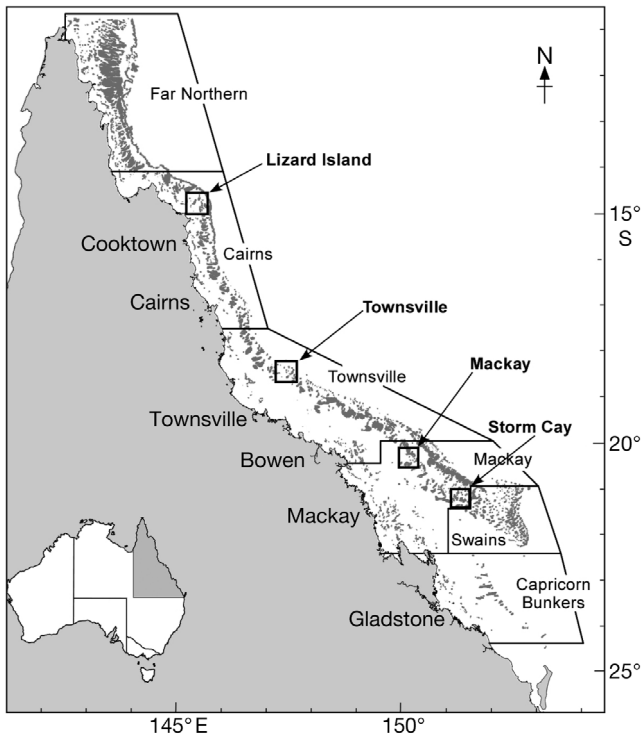 Far Northern
N
Lizard Island
15°
S
Cooktown
Cairns
Cairns
Townsville
Townsville
Mackay
Townsville
Storm Cay
20°
Bowen
Mackay
Mackay
Swains
Capricorn
Bunkers
Gladstone
25°
145° E
150°